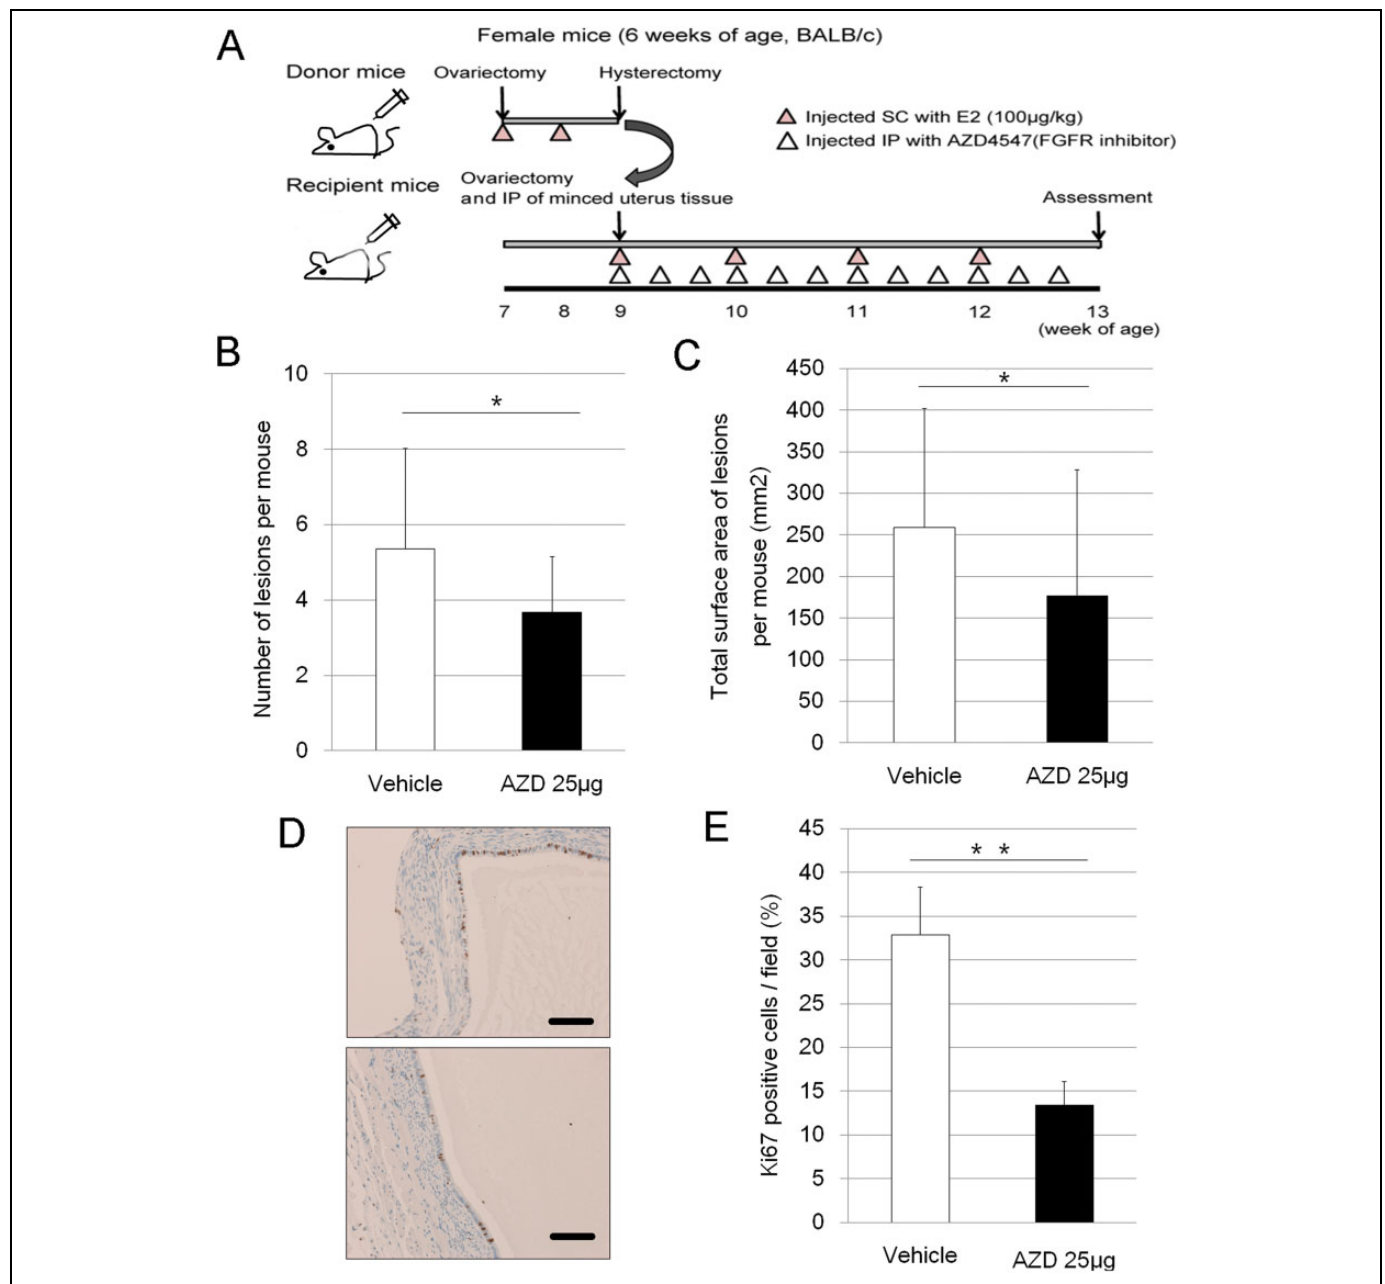 A
Female mice (6 weeks of age, BALB/c)
Donor mice
Ovariectomy
Hysterectomy
Injected SC with E2 (100µg/kg)
Injected IP with AZD4547(FGFR inhibitor)
Recipient mice
Ovariectomy
and IP of minced uterus tissue
Assessment
7 8 9 10 11 12 13
(week of age)
B
Number of lesions per mouse
10
8
6
4
2
0
*
Vehicle AZD 25µg
C
Total surface area of lesions
per mouse (mm2)
450
400
350
300
250
200
150
100
50
0
*
Vehicle AZD 25µg
D
E
Ki67 positive cells / field (%)
45
40
35
30
25
20
15
10
5
0
* *
Vehicle AZD 25µg